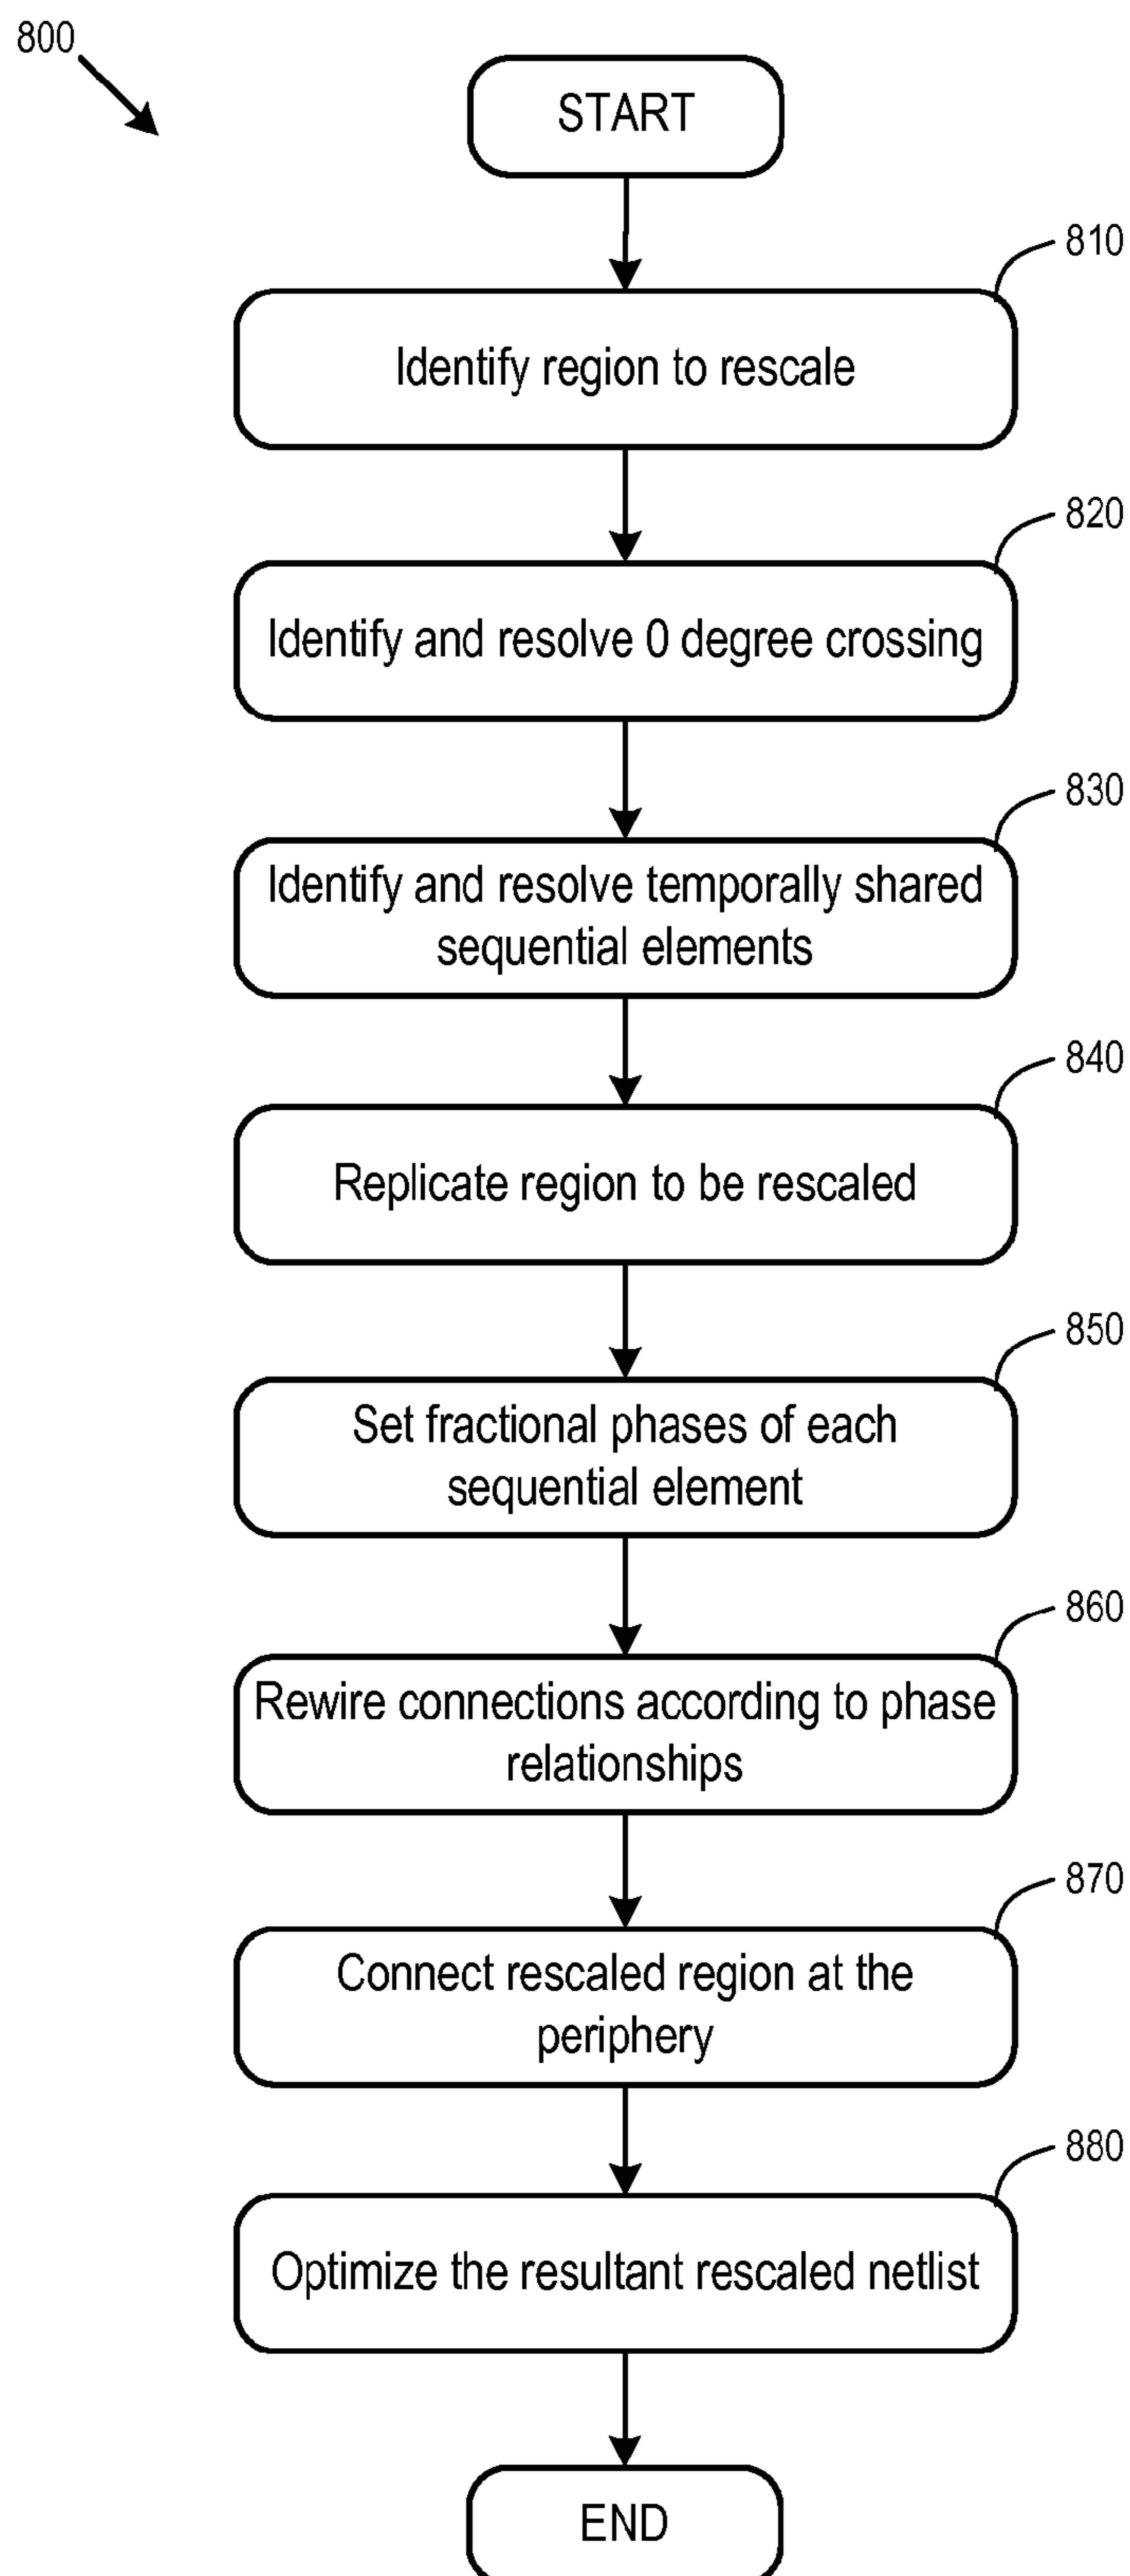 800
START
810
Identify region to rescale
820
Identify and resolve 0 degree crossing
830
Identify and resolve temporally shared
sequential elements
840
Replicate region to be rescaled
850
Set fractional phases of each
sequential element
860
Rewire connections according to phase
relationships
870
Connect rescaled region at the
periphery
880
Optimize the resultant rescaled netlist
END